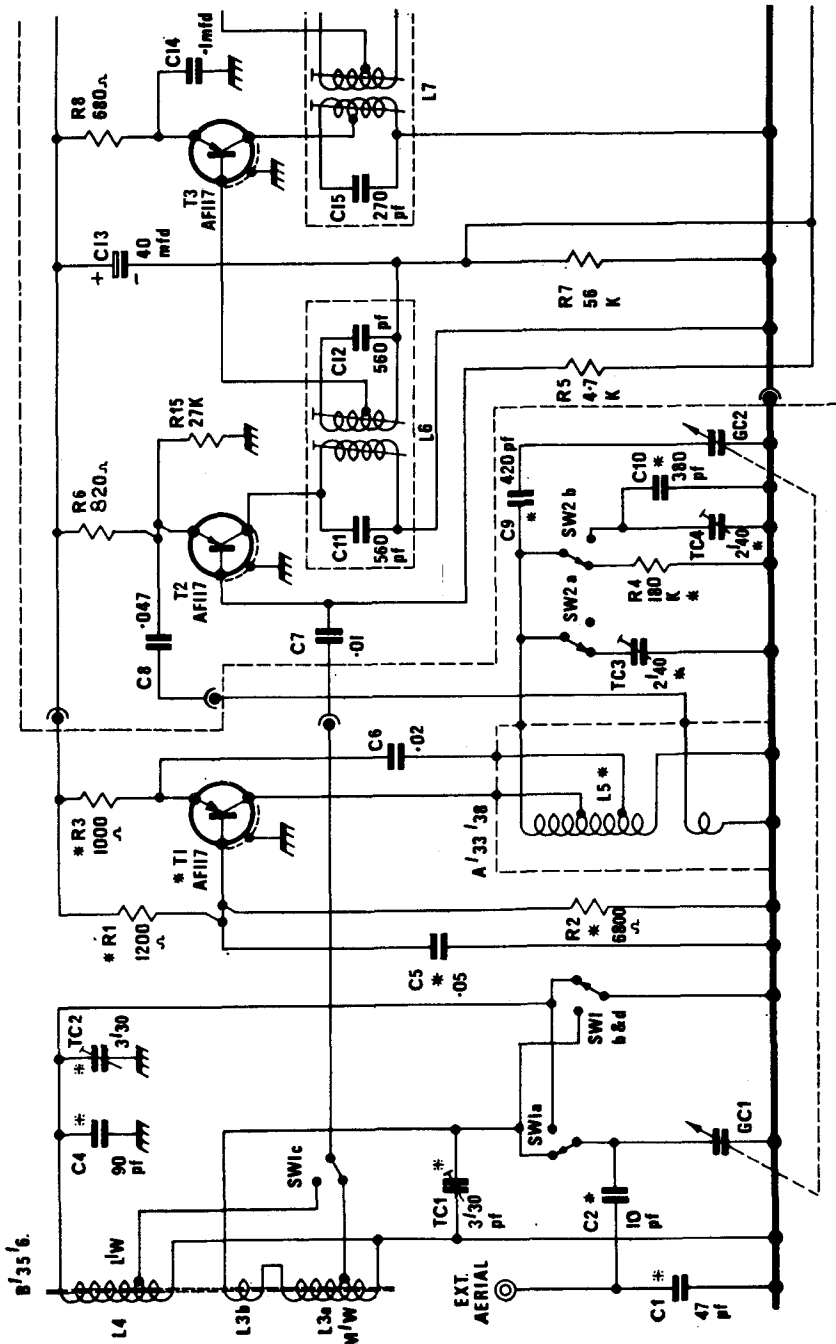 B/35/6.
L4
L/W
C4
90
pf
TC2
3/30
*
*
L3b
L3a
M/W
SW1c
TC1
3/30
pf
*
EXT.
AERIAL
C1
47
pf
*
C2 *
10
pf
SW1a
GC1
SW1
b & d
* R1
1200
Ω
C5
*
·05
R2
*
6800
Ω
* R3
1000
Ω
* T1
AF117
C6
·02
A/33/38
L5 *
C8
·047
C7
·01
R6
820Ω
T2
AF117
R15
27K
C11
560
pf
L6
C12
560 pf
C9
*
420 pf
SW2a
SW2 b
TC3
2/40
*
R4
180
K
*
TC4
2/40
*
C10
*
380
pf
GC2
R5
4·7
K
R7
56
K
+ C13
- 40
mfd
T3
AF117
R8
680Ω
C14
·1mfd
C15
270
pf
L7